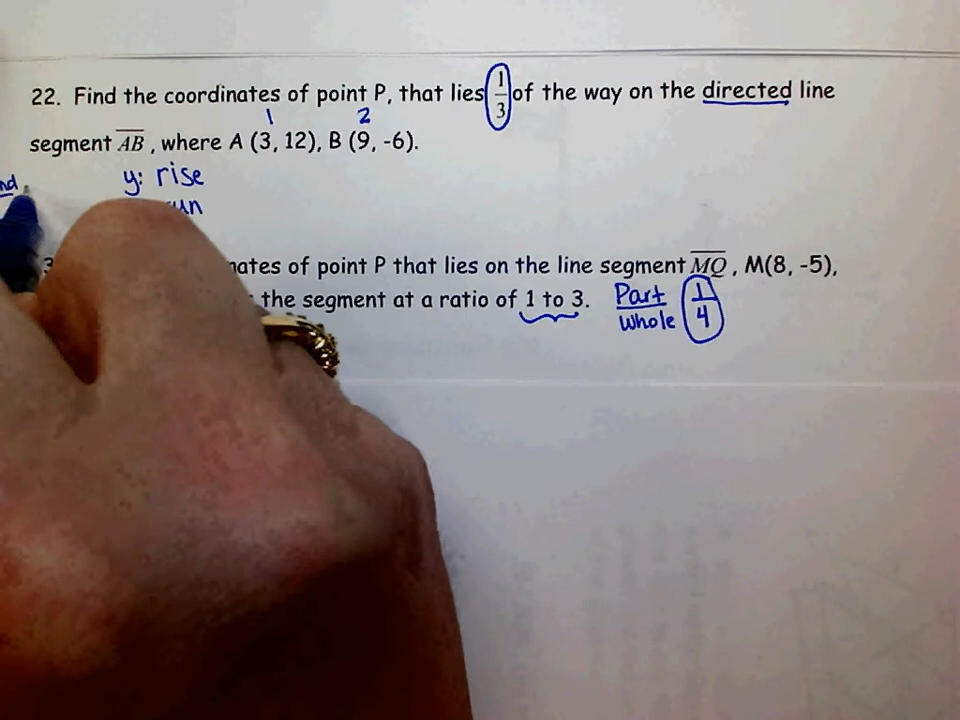 22. Find the coordinates of point P, that lies 1/3 of the way on the directed line
1 2
segment AB, where A (3, 12), B (9, -6).
y: rise
of point P that lies on the line segment MQ, M(8, -5),
the segment at a ratio of 1 to 3. Part 1
whole 4